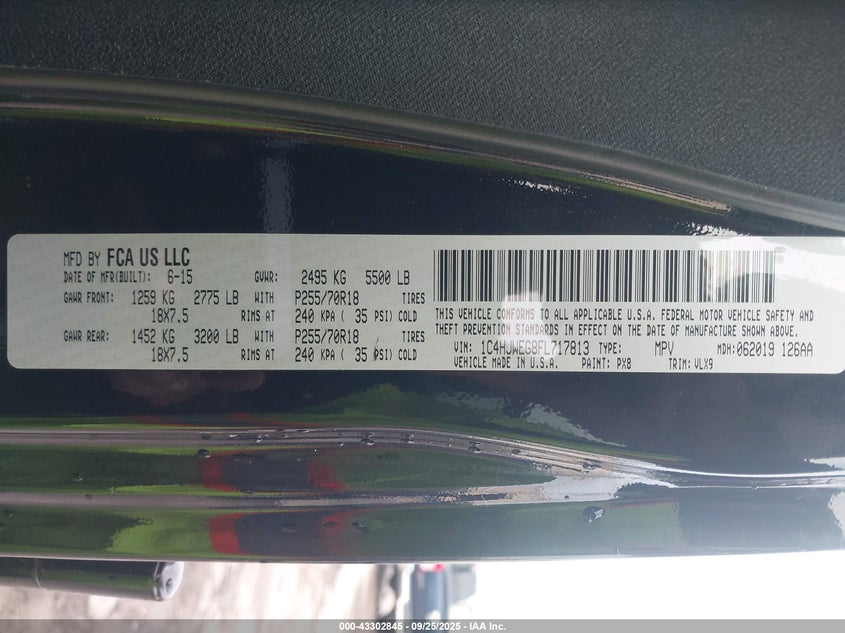 MFD BY FCA US LLC
DATE OF MFR(BUILT): 6-15 GVWR: 2495 KG 5500 LB
GAWR FRONT: 1259 KG 2775 LB WITH P255/70R18 TIRES
18X7.5 RIMS AT 240 KPA ( 35 PSI) COLD
GAWR REAR: 1452 KG 3200 LB WITH P255/70R18 TIRES
18X7.5 RIMS AT 240 KPA ( 35 PSI) COLD
THIS VEHICLE CONFORMS TO ALL APPLICABLE U.S.A. FEDERAL MOTOR VEHICLE SAFETY AND
THEFT PREVENTION STANDARDS IN EFFECT ON THE DATE OF MANUFACTURE SHOWN ABOVE.
VIN: 1C4HJWEG8FL717813 TYPE: MPV MDH:062019 126AA
VEHICLE MADE IN U.S.A. PAINT: PX8 TRIM: VLX9
000-43302845 - 09/25/2025 - IAA Inc.